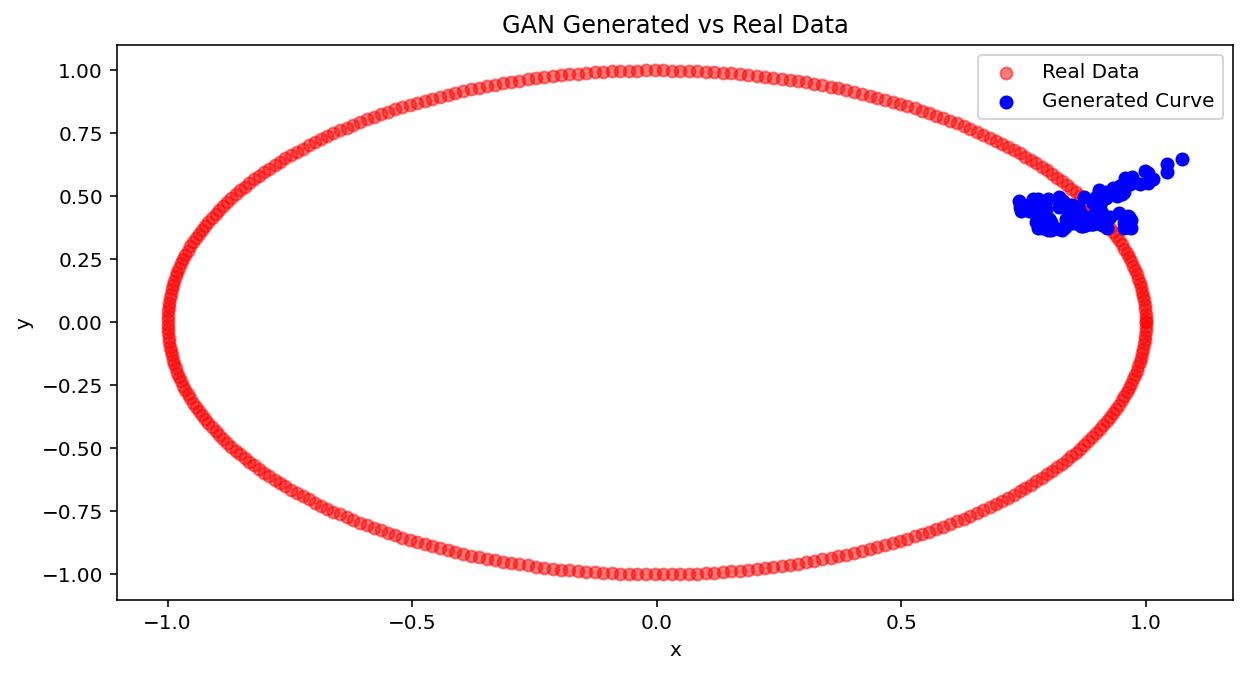 GAN Generated vs Real Data
Real Data
Generated Curve
1.00
0.75
0.50
0.25
0.00
−0.25
−0.50
−0.75
−1.00
y
−1.0 −0.5 0.0 0.5 1.0
x